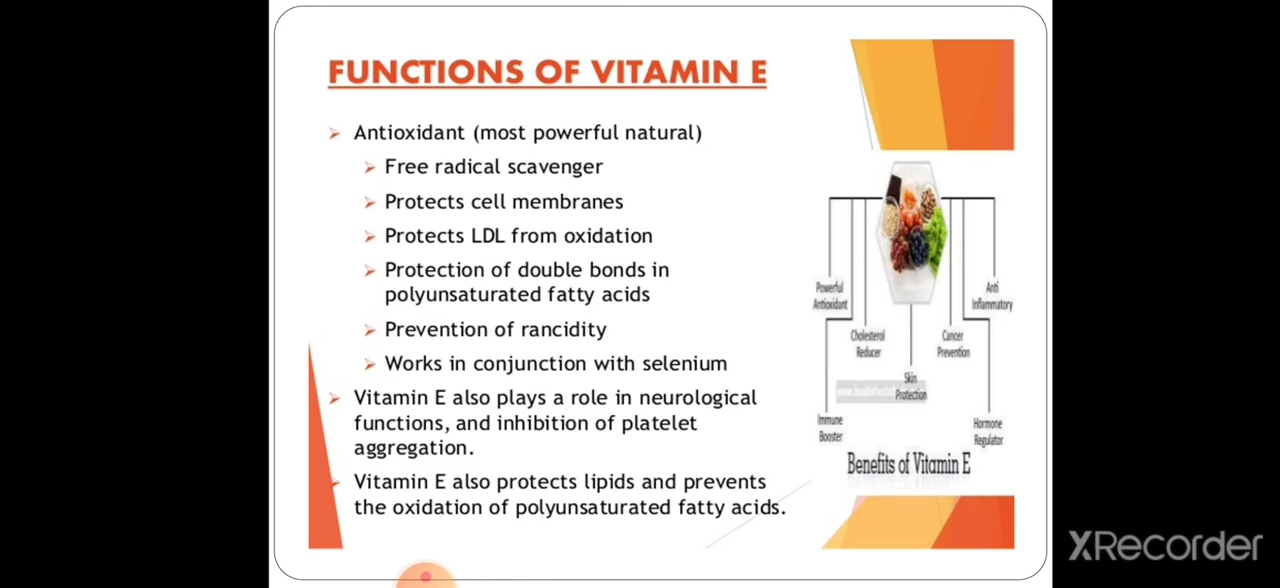 FUNCTIONS OF VITAMIN E
Antioxidant (most powerful natural)
Free radical scavenger
Protects cell membranes
Protects LDL from oxidation
Protection of double bonds in
polyunsaturated fatty acids
Prevention of rancidity
Works in conjunction with selenium
Vitamin E also plays a role in neurological
functions, and inhibition of platelet
aggregation.
Vitamin E also protects lipids and prevents
the oxidation of polyunsaturated fatty acids.
Powerful
Antioxidant
Anti
Inflammatory
Cholesterol
Reducer
Cancer
Prevention
Skin
Protection
Immune
Booster
Hormone
Regulator
Benefits of Vitamin E
XRecorder